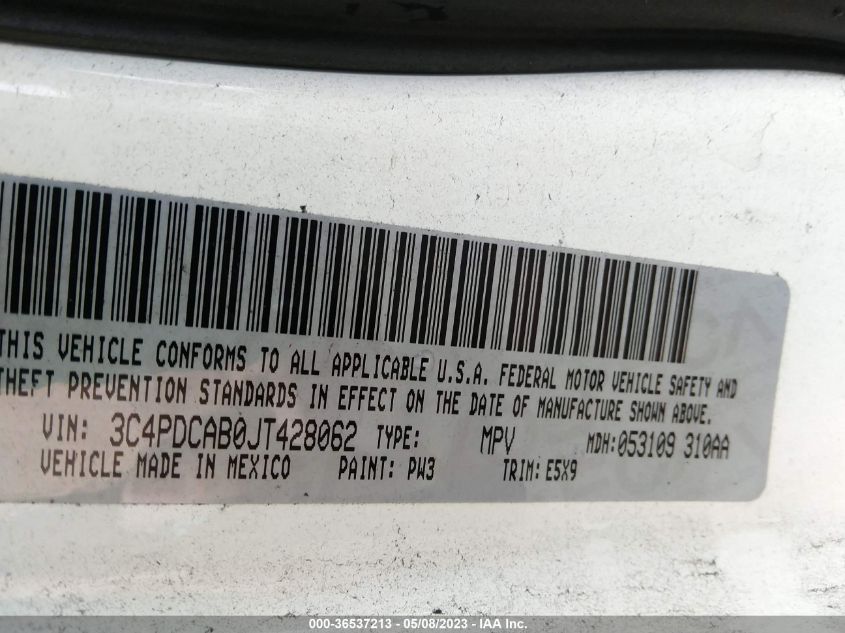 THIS VEHICLE CONFORMS TO ALL APPLICABLE U.S.A. FEDERAL MOTOR VEHICLE SAFETY AND
THEFT PREVENTION STANDARDS IN EFFECT ON THE DATE OF MANUFACTURE SHOWN ABOVE.
VIN: 3C4PDCAB0JT428062 TYPE: MPV MDH:053109 310AA
VEHICLE MADE IN MEXICO PAINT: PW3 TRIM: E5X9
000-36537213 - 05/08/2023 - IAAI.com